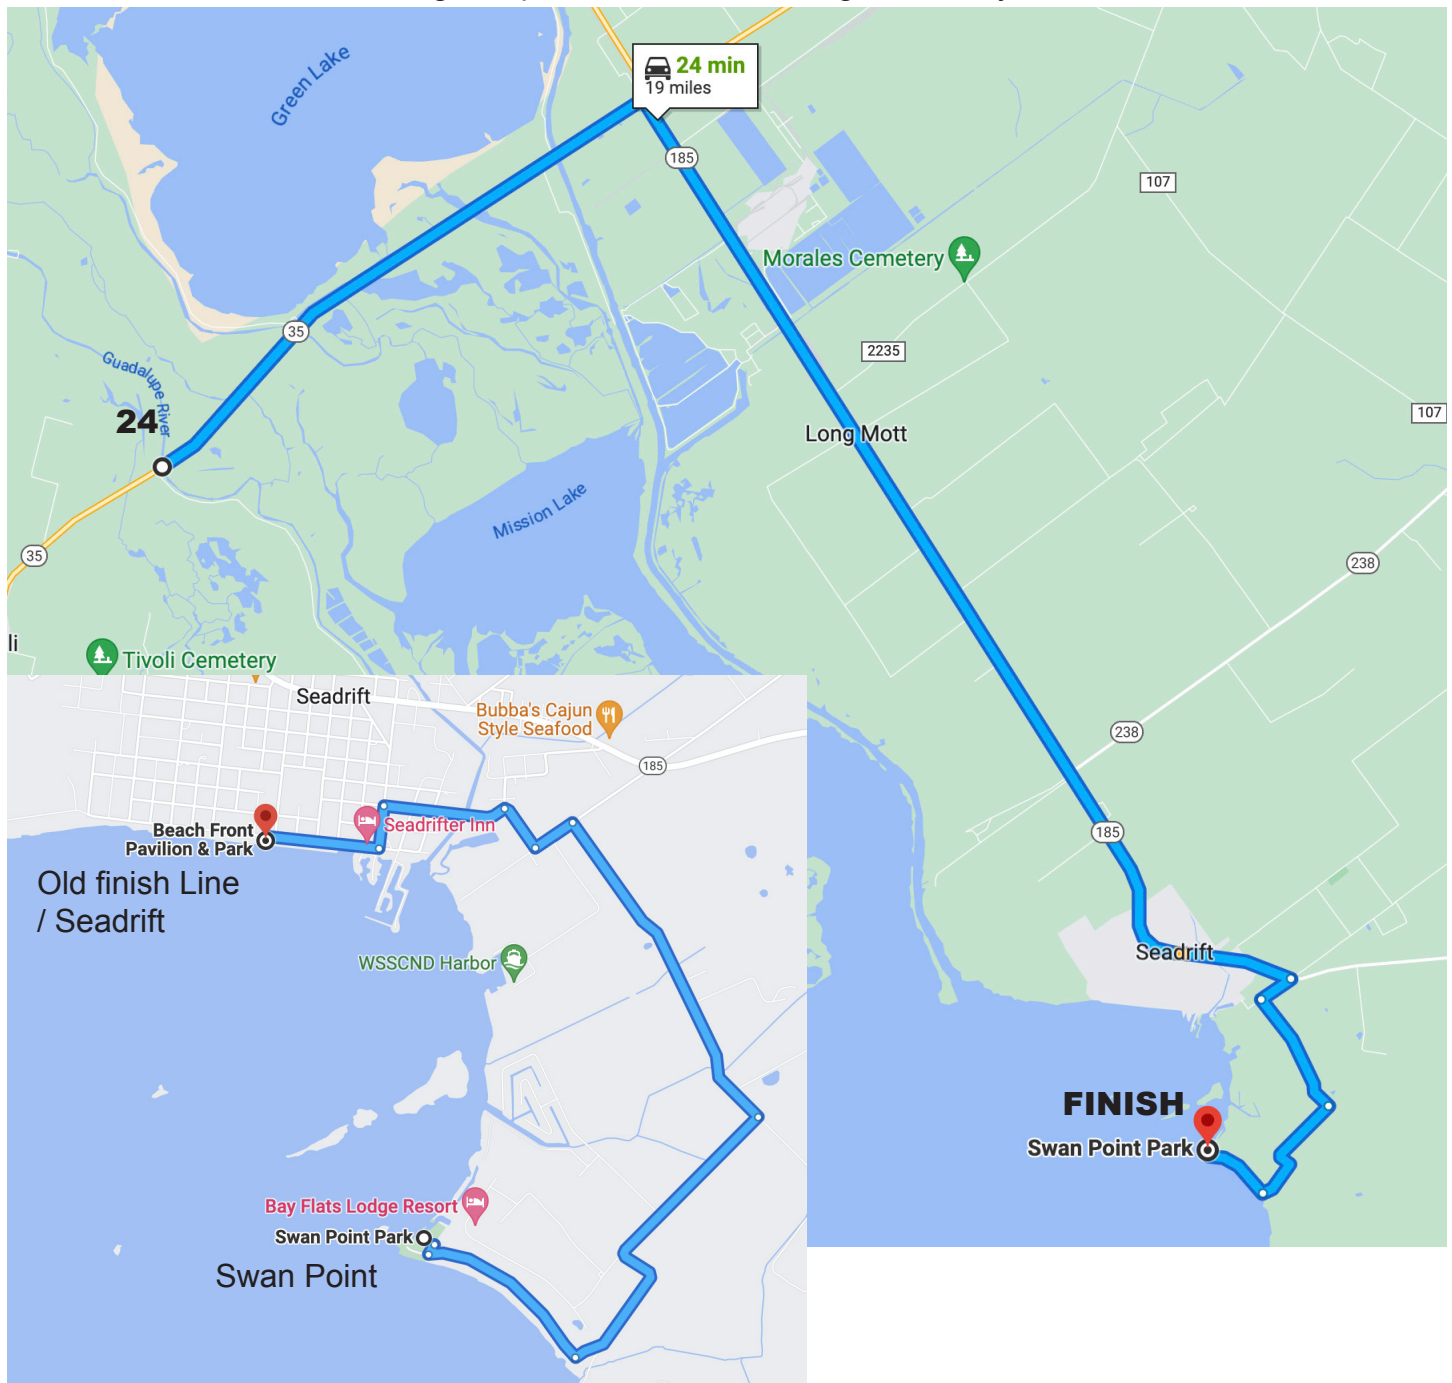 Green Lake
24 min
19 miles
185
107
Morales Cemetery
2235
35
Guadalupe River
24
107
Long Mott
Mission Lake
35
238
li
Tivoli Cemetery
238
185
Seadrift
FINISH
Swan Point Park
Seadrift
Bubba's Cajun
Style Seafood
185
Beach Front
Pavilion & Park
Seadrifter Inn
Old finish Line
/ Seadrift
WSSCND Harbor
Bay Flats Lodge Resort
Swan Point Park
Swan Point